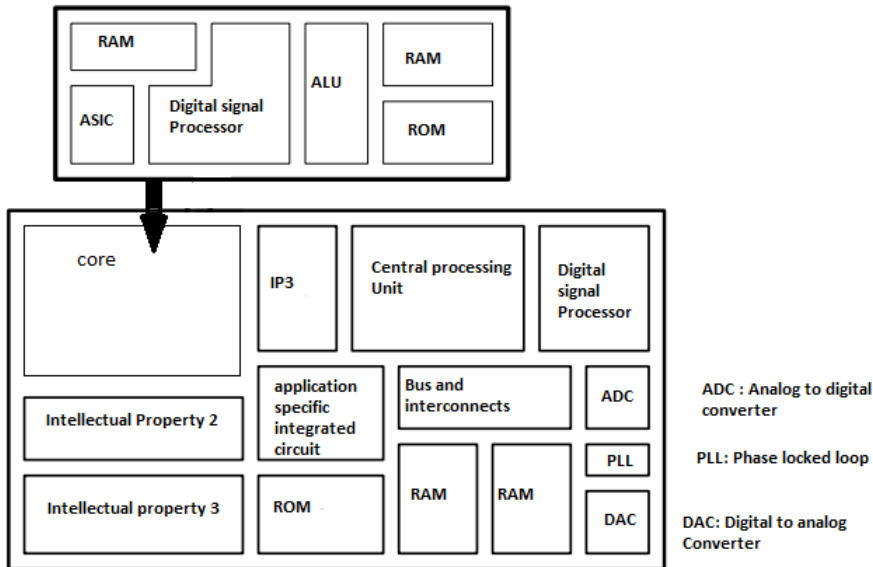 RAM
ASIC
Digital signal
Processor
ALU
RAM
ROM
core
IP3
Central processing
Unit
Digital
signal
Processor
Intellectual Property 2
application
specific
integrated
circuit
Bus and
interconnects
ADC
ADC : Analog to digital
converter
PLL
PLL: Phase locked loop
Intellectual property 3
ROM
RAM
RAM
DAC
DAC: Digital to analog
Converter